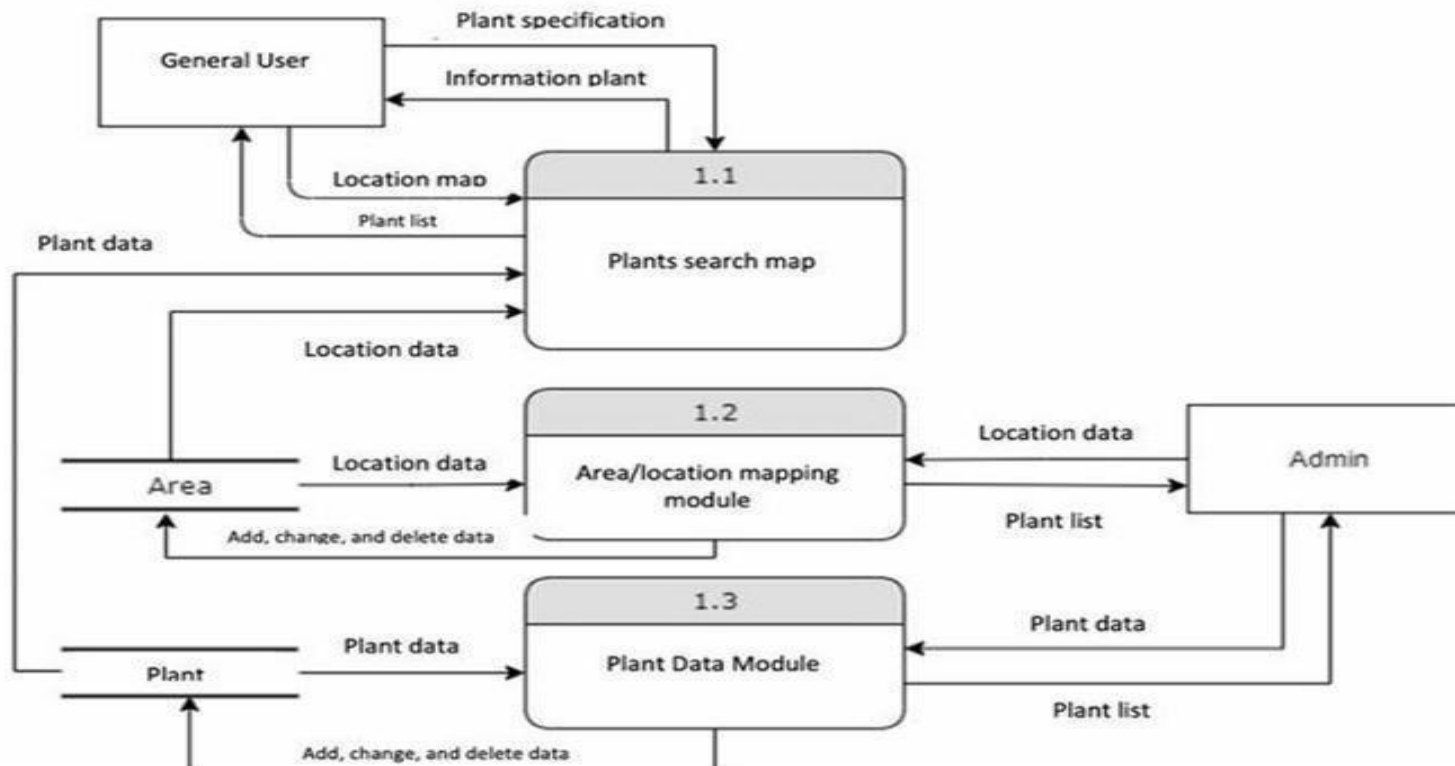 Plant specification
General User
Information plant
1.1
Location map
Plant list
Plant data
Plants search map
Location data
1.2
Location data
Location data
Area/location mapping
module
Admin
Area
Plant list
Add, change, and delete data
1.3
Plant data
Plant data
Plant Data Module
Plant
Plant list
Add, change, and delete data